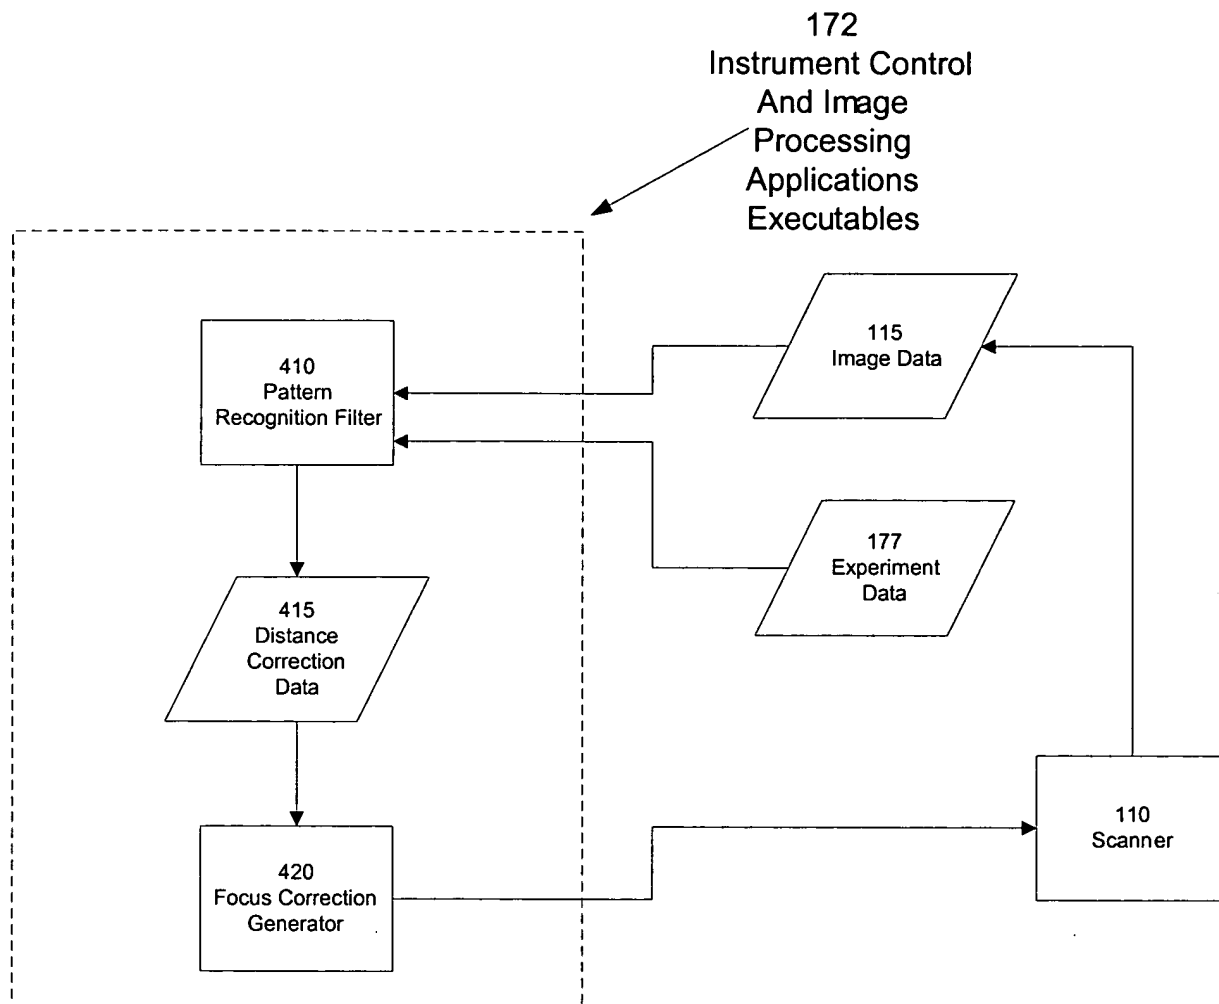 172
Instrument Control
And Image
Processing
Applications
Executables
410
Pattern
Recognition Filter
115
Image Data
177
Experiment
Data
415
Distance
Correction
Data
420
Focus Correction
Generator
110
Scanner